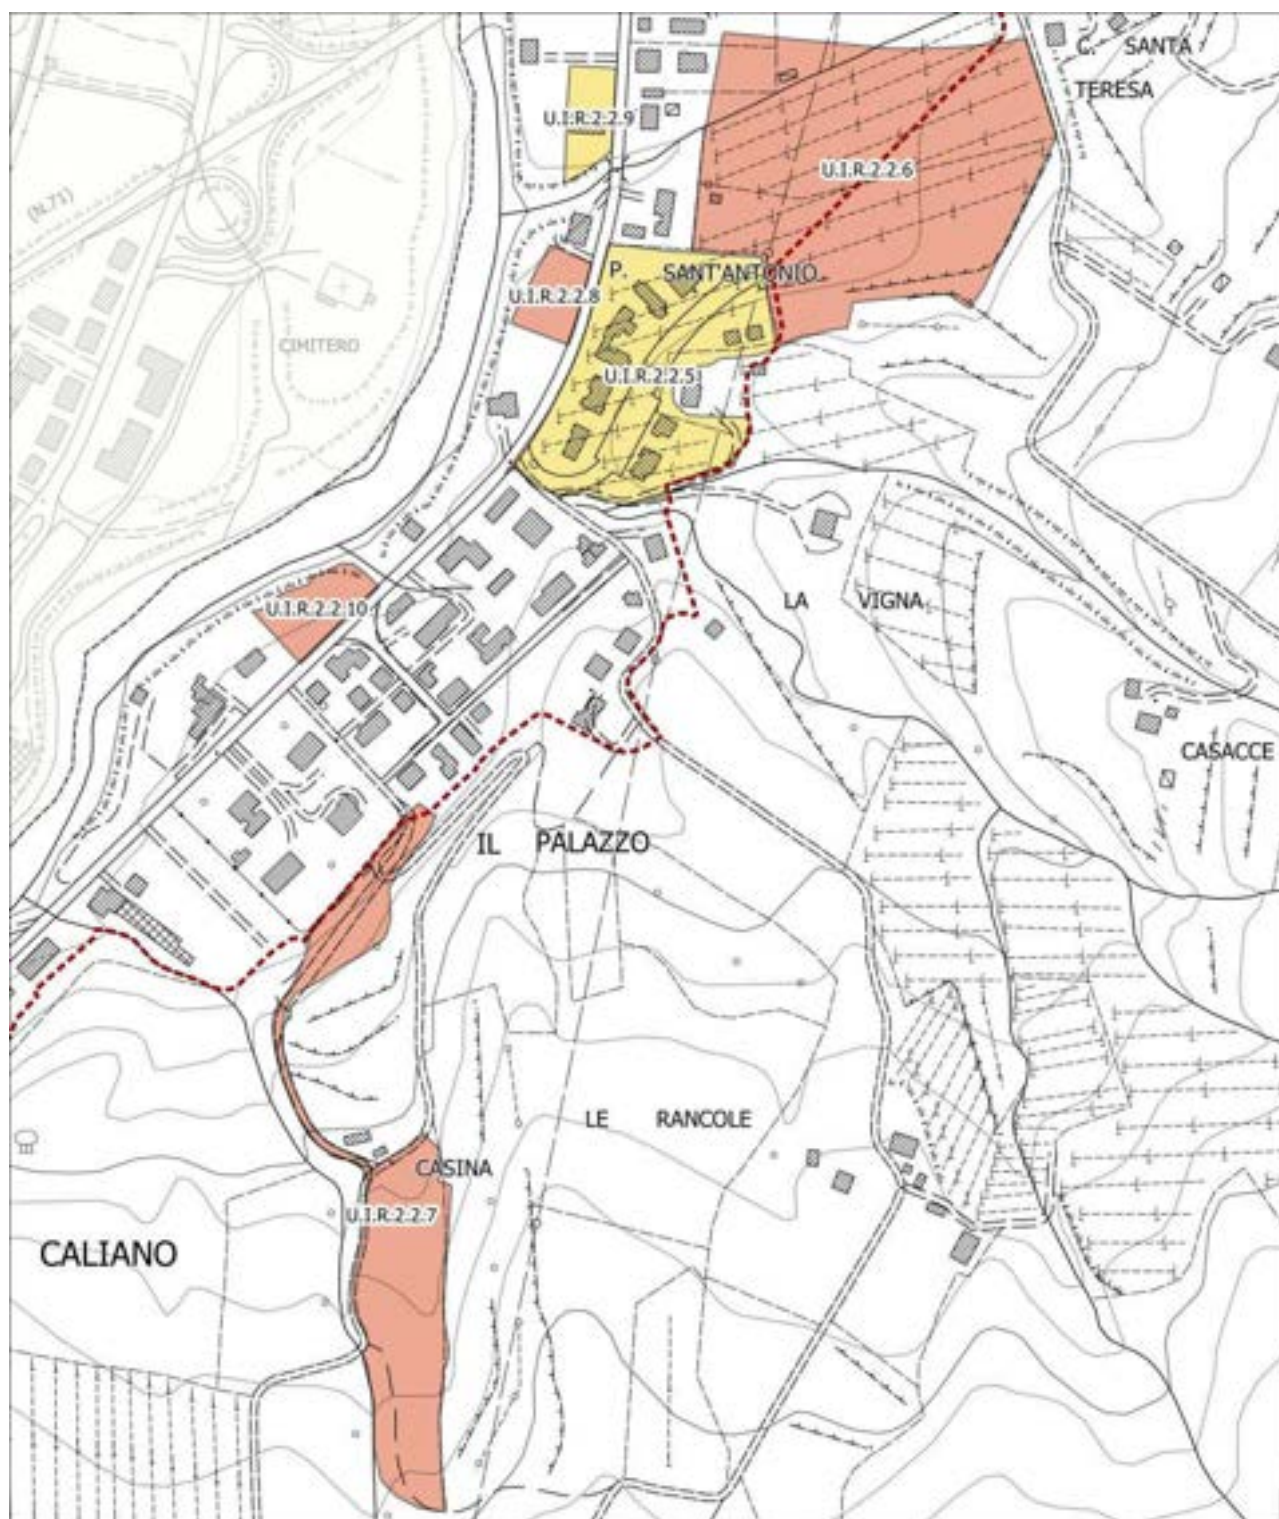 C. SANTA
TERESA
U.I.R.2.2.9
U.I.R.2.2.6
(N.71)
P. SANT'ANTONIO
U.I.R.2.2.8
CIMITERO
U.I.R.2.2.5
U.I.R.2.2.10
LA VIGNA
CASACCE
IL PALAZZO
LE RANCOLE
CASINA
U.I.R.2.2.7
CALIANO